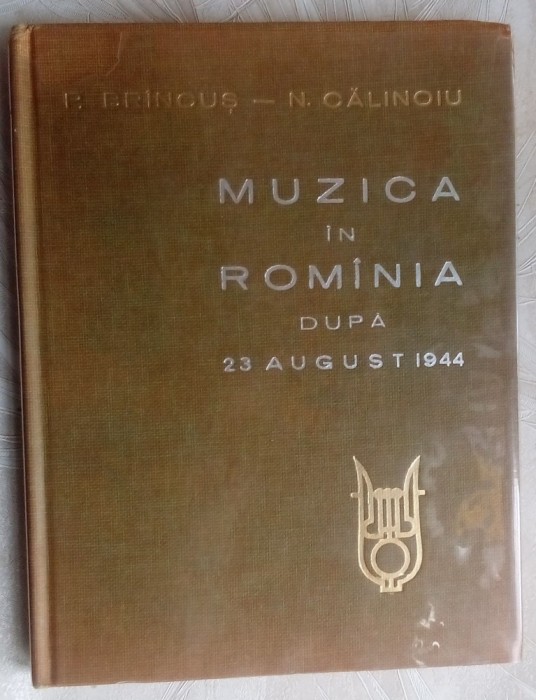 P. BRÎNCUȘ — N. CĂLINOIU
MUZICA
ÎN
ROMÎNIA
DUPĂ
23 AUGUST 1944